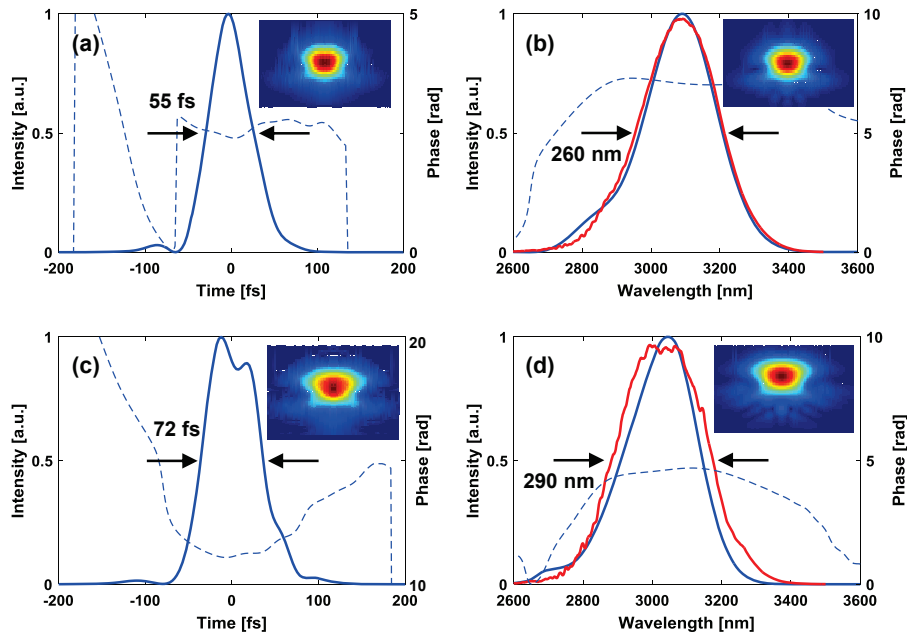 (a)
55 fs
Intensity [a.u.]
Phase [rad]
1
0.5
0
5
0
-200 -100 0 100 200
Time [fs]
(b)
260 nm
Intensity [a.u.]
Phase [rad]
1
0.5
0
10
5
0
2600 2800 3000 3200 3400 3600
Wavelength [nm]
(c)
72 fs
Intensity [a.u.]
Phase [rad]
1
0.5
0
20
10
-200 -100 0 100 200
Time [fs]
(d)
290 nm
Intensity [a.u.]
Phase [rad]
1
0.5
0
10
5
0
2600 2800 3000 3200 3400 3600
Wavelength [nm]